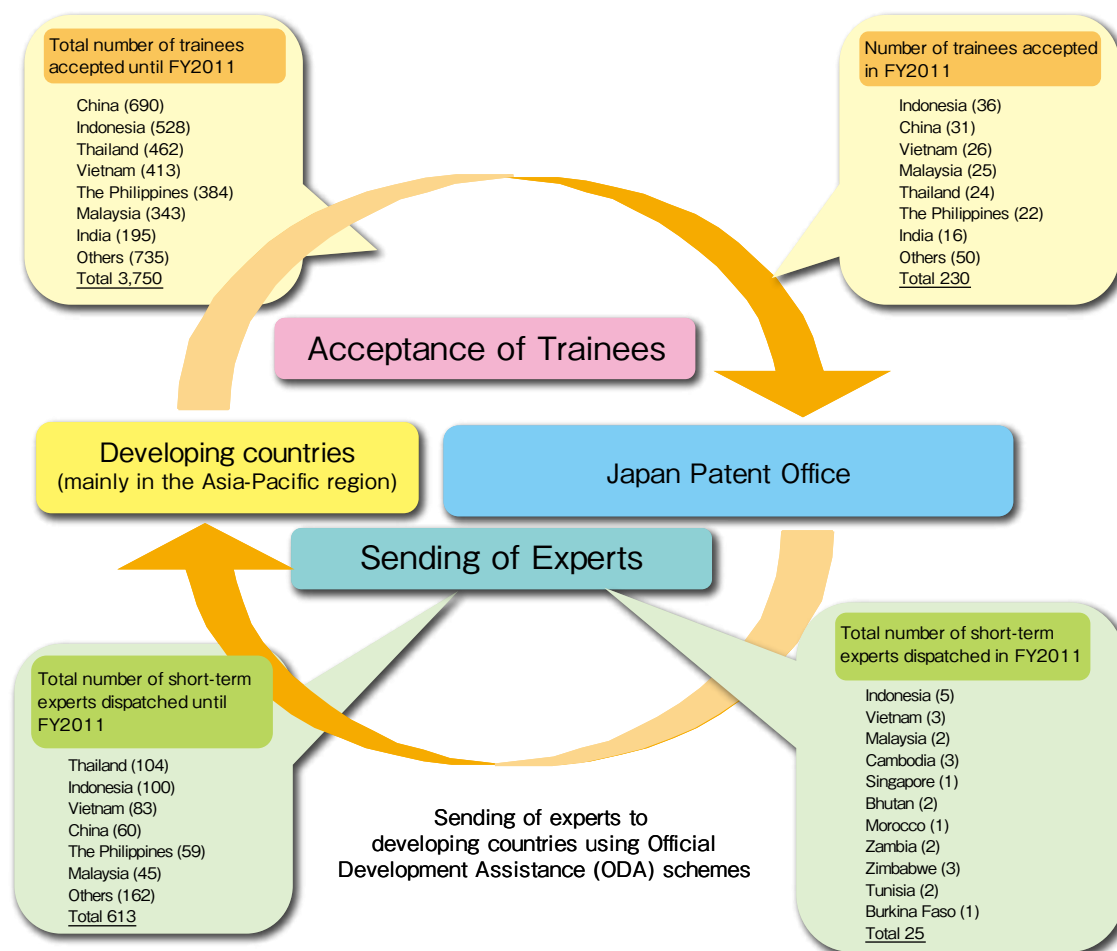 Total number of trainees
accepted until FY2011
China (690)
Indonesia (528)
Thailand (462)
Vietnam (413)
The Philippines (384)
Malaysia (343)
India (195)
Others (735)
Total 3,750
Number of trainees accepted
in FY2011
Indonesia (36)
China (31)
Vietnam (26)
Malaysia (25)
Thailand (24)
The Philippines (22)
India (16)
Others (50)
Total 230
Acceptance of Trainees
Developing countries
(mainly in the Asia-Pacific region)
Japan Patent Office
Sending of Experts
Total number of short-term
experts dispatched until
FY2011
Thailand (104)
Indonesia (100)
Vietnam (83)
China (60)
The Philippines (59)
Malaysia (45)
Others (162)
Total 613
Sending of experts to
developing countries using Official
Development Assistance (ODA) schemes
Total number of short-term
experts dispatched in FY2011
Indonesia (5)
Vietnam (3)
Malaysia (2)
Cambodia (3)
Singapore (1)
Bhutan (2)
Morocco (1)
Zambia (2)
Zimbabwe (3)
Tunisia (2)
Burkina Faso (1)
Total 25